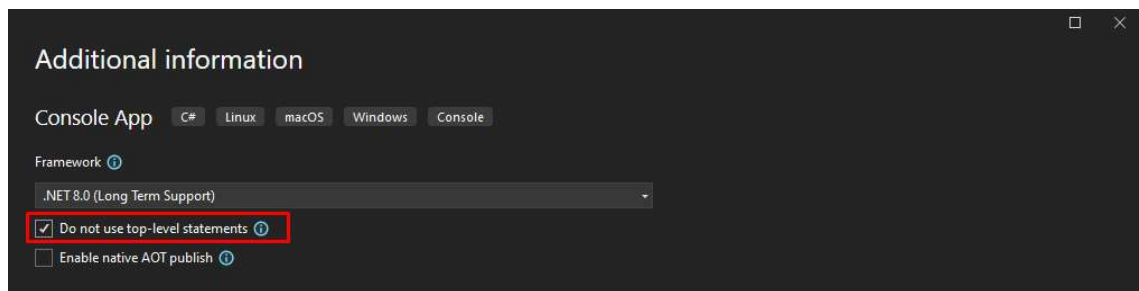 Additional information
Console App C# Linux macOS Windows Console
Framework
.NET 8.0 (Long Term Support)
Do not use top-level statements
Enable native AOT publish